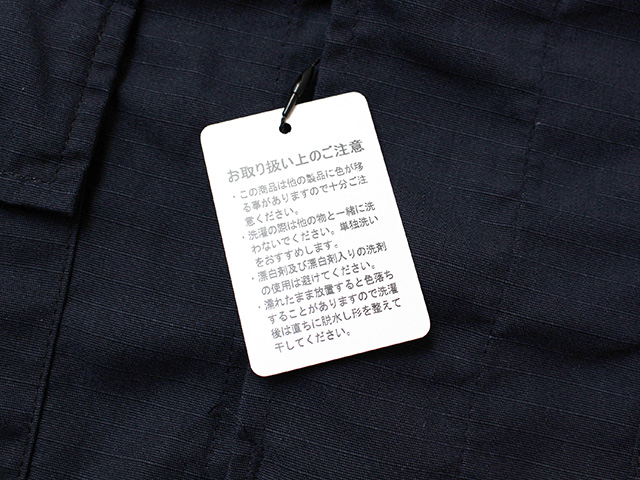 お取り扱い上のご注意
・この商品は他の製品に色が移
る事がありますので十分ご注
意ください。
・洗濯の際は他の物と一緒に洗
わないでください。単独洗い
をおすすめします。
・漂白剤及び漂白剤入りの洗剤
の使用は避けてください。
・濡れたまま放置すると色落ち
することがありますので洗濯
後は直ちに脱水し形を整えて
干してください。